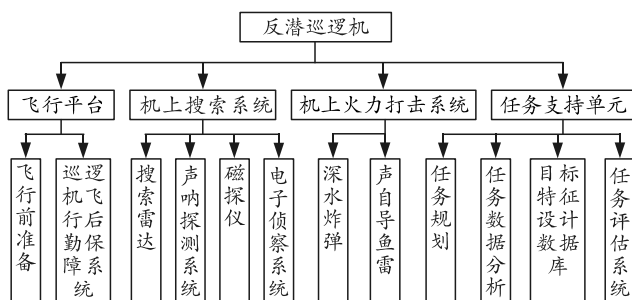 反潜巡逻机
飞行平台
机上搜索系统
机上火力打击系统
任务支持单元
飞行前准备
巡逻机飞行后勤保障系统
搜索雷达
声呐探测系统
磁探仪
电子侦察系统
深水炸弹
声自导鱼雷
任务规划
任务数据分析
目标特征设计数据库
任务评估系统